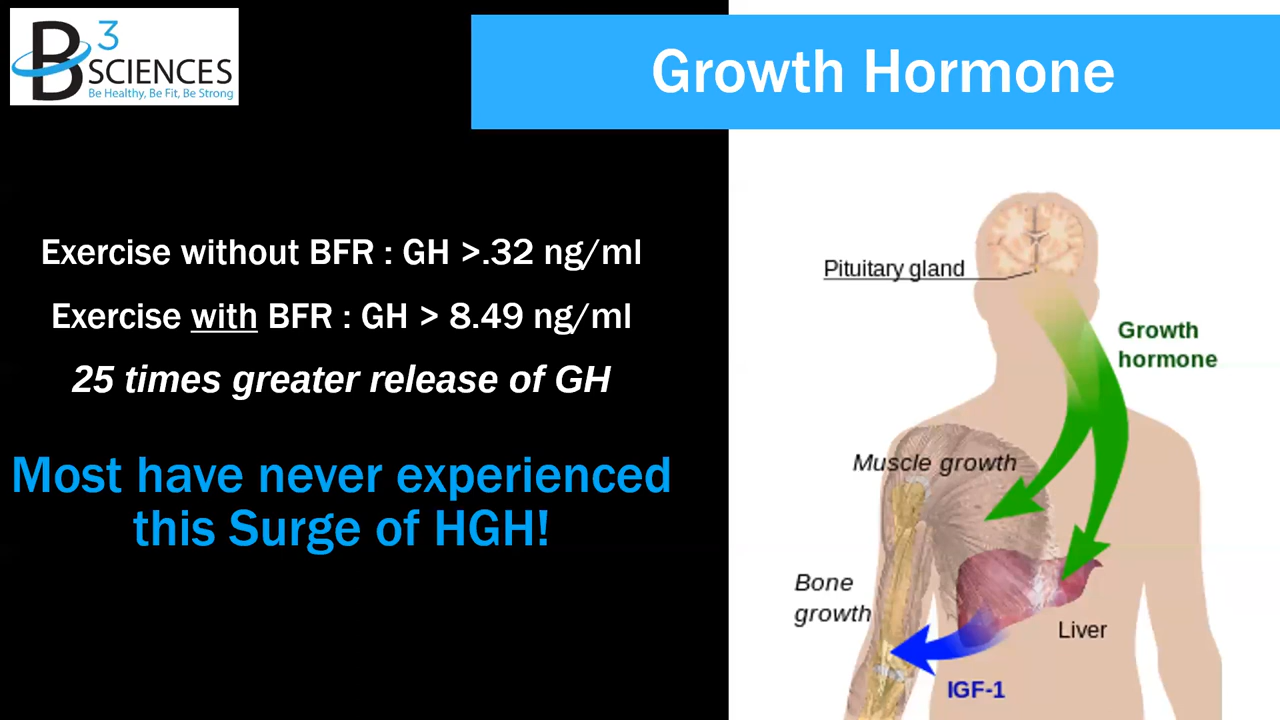 B3 SCIENCES
Be Healthy, Be Fit, Be Strong
Growth Hormone
Exercise without BFR : GH >.32 ng/ml
Exercise with BFR : GH > 8.49 ng/ml
25 times greater release of GH
Most have never experienced
this Surge of HGH!
Pituitary gland
Growth
hormone
Muscle growth
Bone
growth
Liver
IGF-1